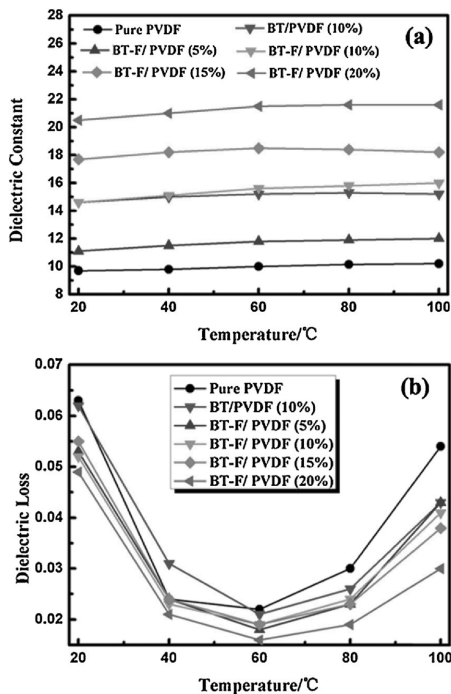 Pure PVDF
BT/PVDF (10%)
(a)
BT-F/ PVDF (5%)
BT-F/ PVDF (10%)
BT-F/ PVDF (15%)
BT-F/ PVDF (20%)
Dielectric Constant
28
26
24
22
20
18
16
14
12
10
8
20
40
60
80
100
Temperature/℃
0.07
0.06
0.05
0.04
0.03
0.02
Dielectric Loss
(b)
Pure PVDF
BT/PVDF (10%)
BT-F/ PVDF (5%)
BT-F/ PVDF (10%)
BT-F/ PVDF (15%)
BT-F/ PVDF (20%)
20
40
60
80
100
Temperature/℃